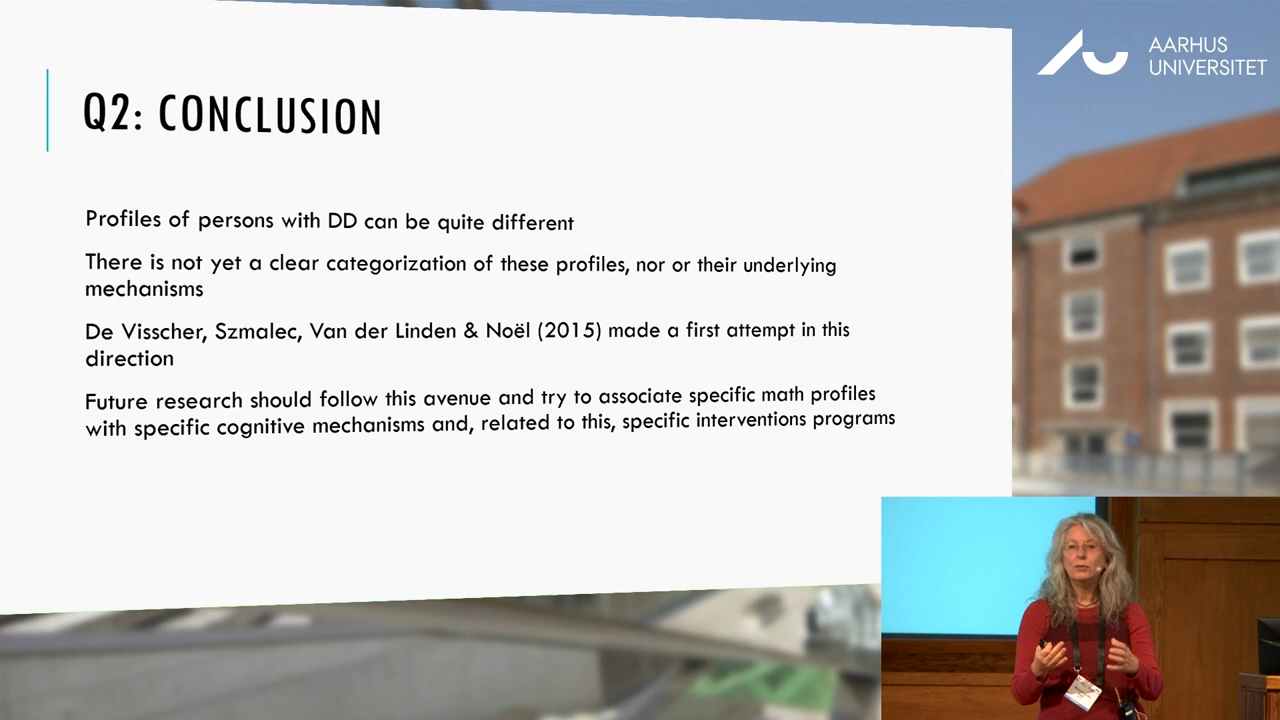 AARHUS
UNIVERSITET
Q2: CONCLUSION
Profiles of persons with DD can be quite different
There is not yet a clear categorization of these profiles, nor or their underlying
mechanisms
De Visscher, Szmalec, Van der Linden & Noël (2015) made a first attempt in this
direction
Future research should follow this avenue and try to associate specific math profiles
with specific cognitive mechanisms and, related to this, specific interventions programs